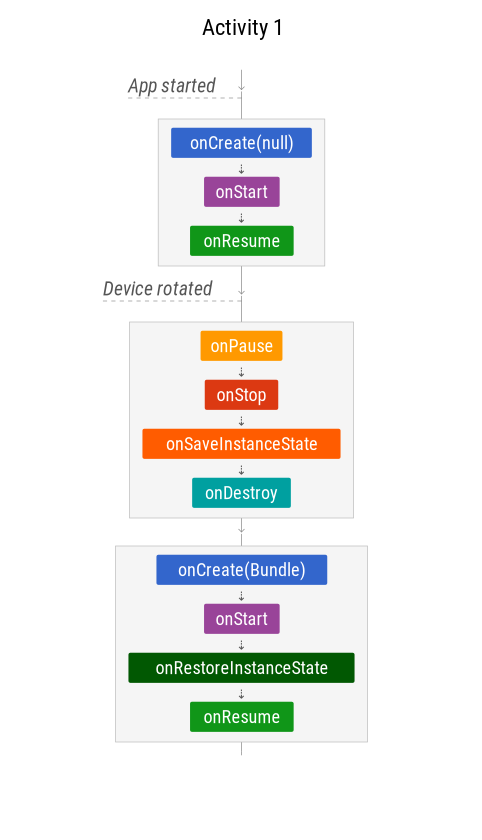 Activity 1
App started
onCreate(null)
onStart
onResume
Device rotated
onPause
onStop
onSaveInstanceState
onDestroy
onCreate(Bundle)
onStart
onRestoreInstanceState
onResume